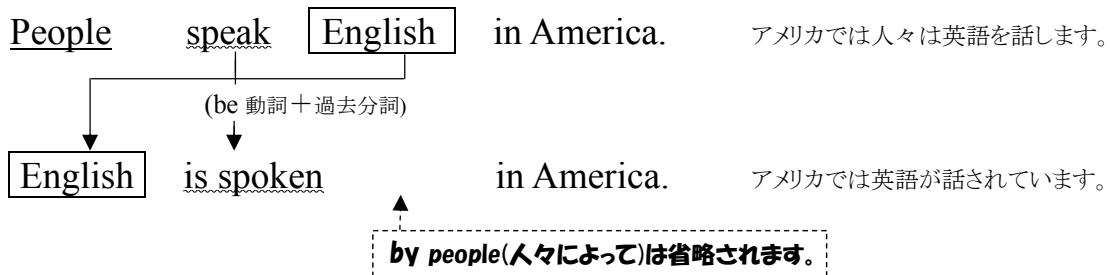 People speak English in America. アメリカでは人々は英語を話します。
(be 動詞＋過去分詞)
English is spoken in America. アメリカでは英語が話されています。
by people(人々によって)は省略されます。